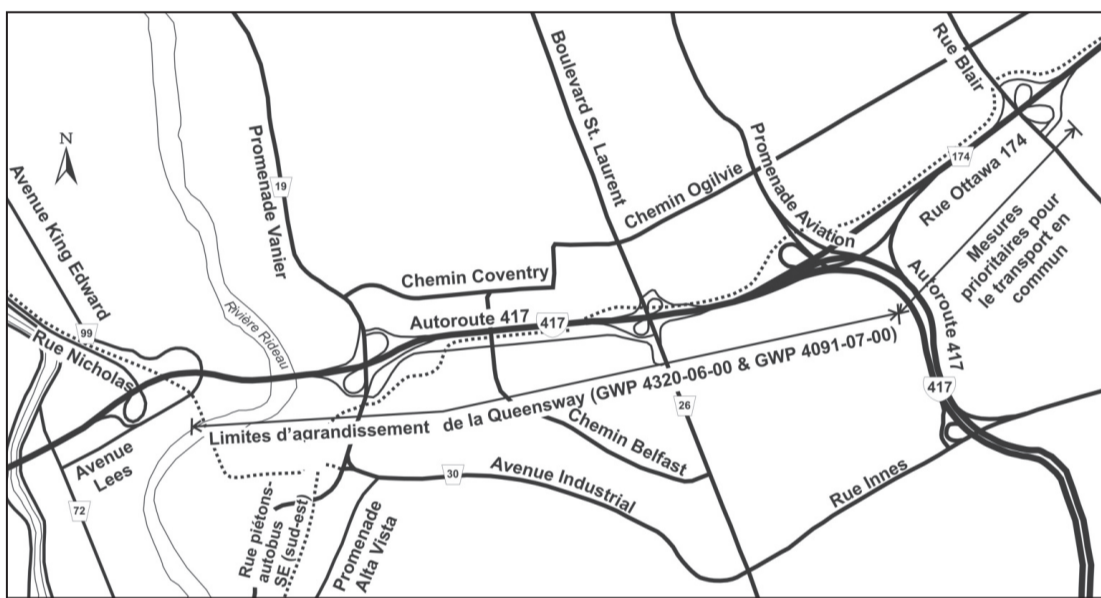 N
Avenue King Edward
99
Rue Nicholas
Avenue
Lees
72
Rivière Rideau
19
Promenade Vanier
Chemin Coventry
Autoroute 417
417
Boulevard St. Laurent
Chemin Ogilvie
Promenade Aviation
Rue Blair
174
Rue Ottawa 174
Mesures
prioritaires pour
le transport en
commun
Autoroute 417
417
Limites d'agrandissement de la Queensway (GWP 4320-06-00 & GWP 4091-07-00)
26
Chemin Belfast
Avenue Industrial
30
Rue Innes
Rue piétons-
autobus
SE (sud-est)
Promenade
Alta Vista